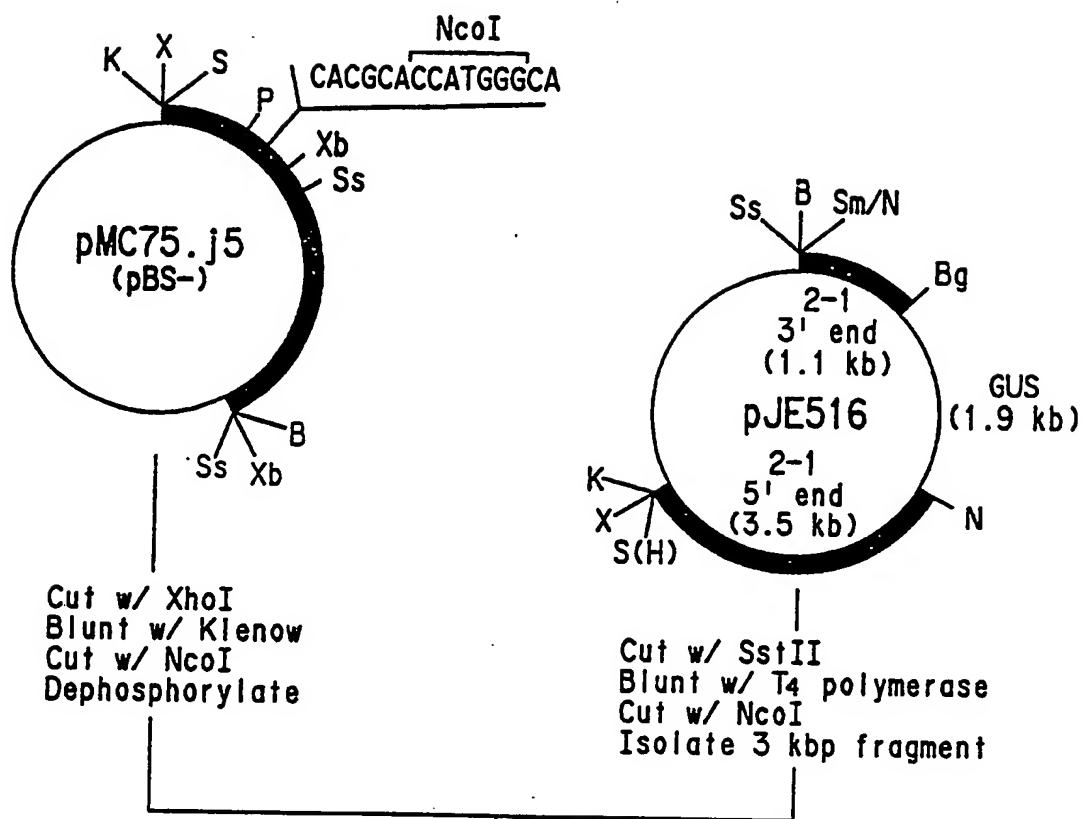 NcoI
CACGCACCATGGGCA
K
X
S
P
Xb
Ss
pMC75.j5
(pBS-)
B
Xb
Ss
Cut w/ XhoI
Blunt w/ Klenow
Cut w/ NcoI
Dephosphorylate
Ss
B
Sm/N
Bg
2-1
3' end
(1.1 kb)
GUS
(1.9 kb)
pJE516
2-1
5' end
(3.5 kb)
N
K
X
S(H)
Cut w/ SstII
Blunt w/ T4 polymerase
Cut w/ NcoI
Isolate 3 kbp fragment